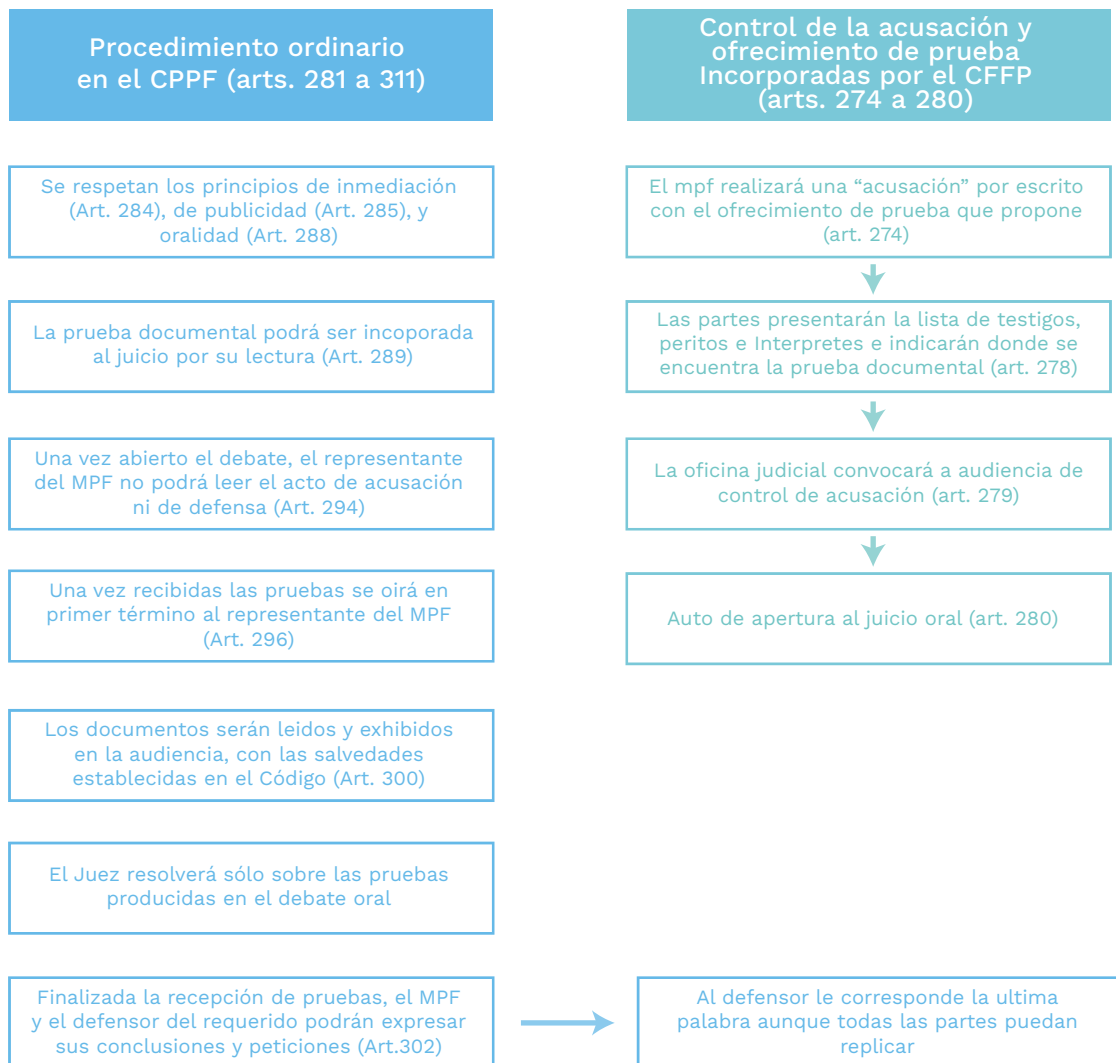 Procedimiento ordinario
en el CPPF (arts. 281 a 311)
Se respetan los principios de inmediación
(Art. 284), de publicidad (Art. 285), y
oralidad (Art. 288)
La prueba documental podrá ser incoporada
al juicio por su lectura (Art. 289)
Una vez abierto el debate, el representante
del MPF no podrá leer el acto de acusación
ni de defensa (Art. 294)
Una vez recibidas las pruebas se oirá en
primer término al representante del MPF
(Art. 296)
Los documentos serán leidos y exhibidos
en la audiencia, con las salvedades
establecidas en el Código (Art. 300)
El Juez resolverá sólo sobre las pruebas
producidas en el debate oral
Finalizada la recepción de pruebas, el MPF
y el defensor del requerido podrán expresar
sus conclusiones y peticiones (Art.302)
Control de la acusación y
ofrecimiento de prueba
Incorporadas por el CFFP
(arts. 274 a 280)
El mpf realizará una “acusación” por escrito
con el ofrecimiento de prueba que propone
(art. 274)
Las partes presentarán la lista de testigos,
peritos e Interpretes e indicarán donde se
encuentra la prueba documental (art. 278)
La oficina judicial convocará a audiencia de
control de acusación (art. 279)
Auto de apertura al juicio oral (art. 280)
Al defensor le corresponde la ultima
palabra aunque todas las partes puedan
replicar